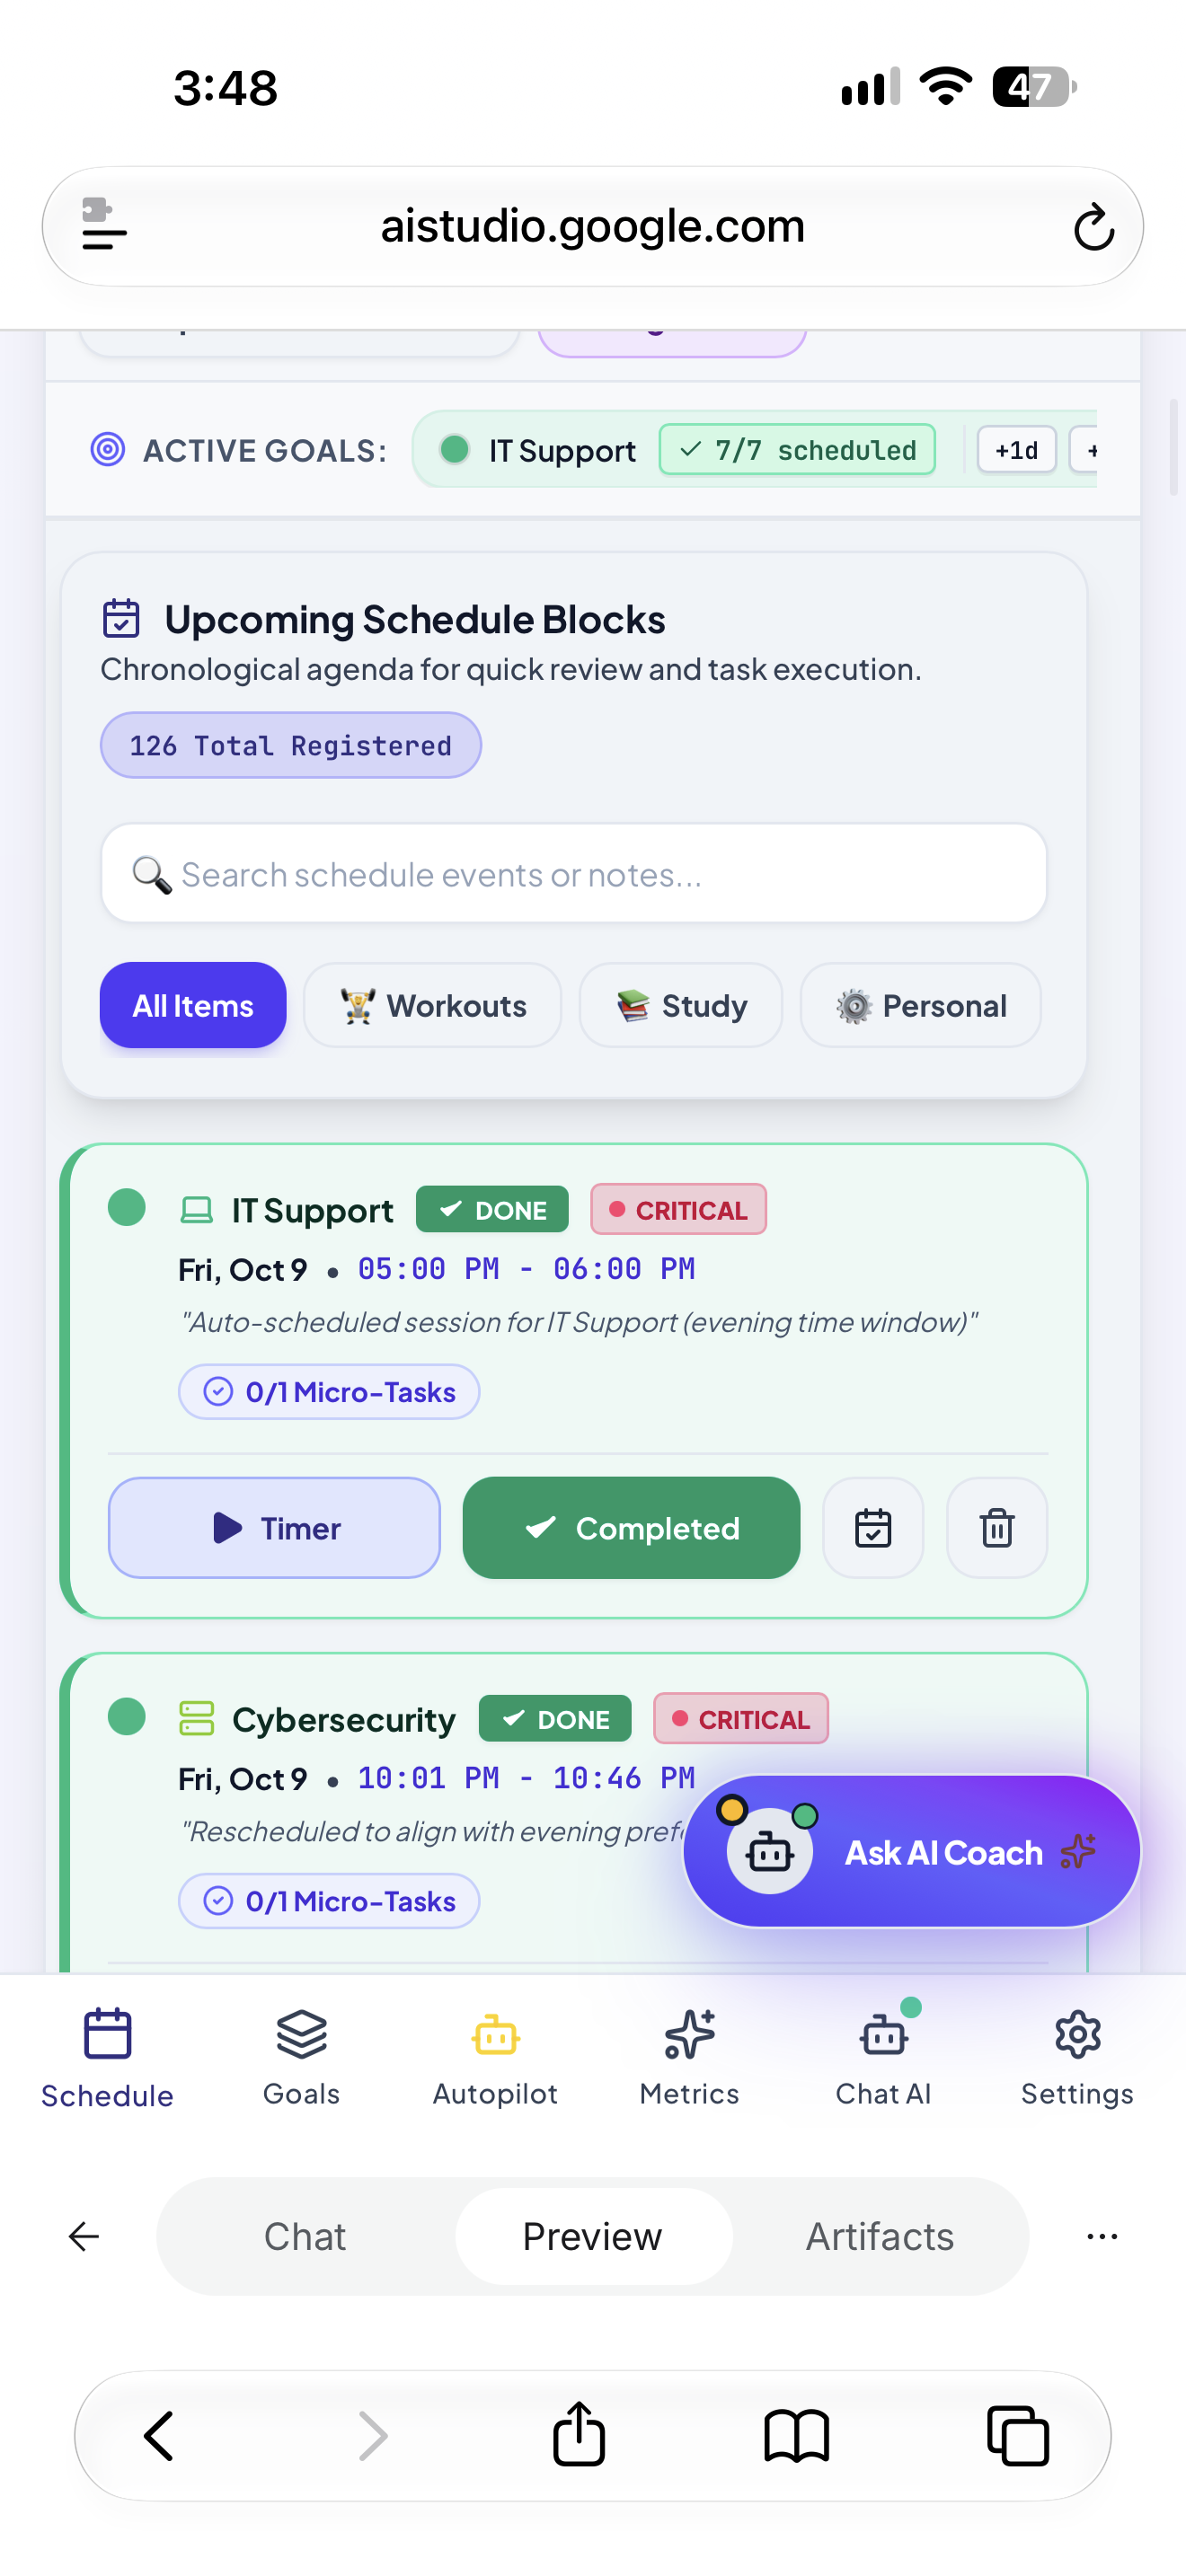 3:48
47
aistudio.google.com
ACTIVE GOALS: IT Support ✓ 7/7 scheduled +1d +
Upcoming Schedule Blocks
Chronological agenda for quick review and task execution.
126 Total Registered
Search schedule events or notes...
All Items Workouts Study Personal
IT Support ✓ DONE CRITICAL
Fri, Oct 9 • 05:00 PM - 06:00 PM
"Auto-scheduled session for IT Support (evening time window)"
0/1 Micro-Tasks
Timer ✓ Completed
Cybersecurity ✓ DONE CRITICAL
Fri, Oct 9 • 10:01 PM - 10:46 PM
"Rescheduled to align with evening
0/1 Micro-Tasks
Ask AI Coach
Schedule Goals Autopilot Metrics Chat AI Settings
Chat Preview Artifacts